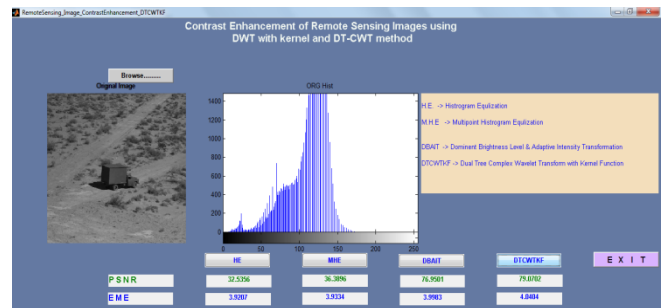 RemoteSensing_Image_ContrastEnhancement_DTCWTKF
Contrast Enhancement of Remote Sensing Images using
DWT with kernel and DT-CWT method
Browse.........
Original Image
ORG Hist
1400
1200
1000
800
600
400
200
0
0 50 100 150 200 250
H.E. -> Histrogram Equlization
M.H.E -> Multipoint Histrogram Equlization
DBAIT -> Dominent Brightness Level & Adaptive Intensity Transformation
DTCWTKF -> Dual Tree Complex Wavelet Transform with Kernel Function
HE MHE DBAIT DTCWTKF E X I T
P S N R 32.5356 36.3096 76.9501 79.0702
E M E 3.9207 3.9334 3.9983 4.0404